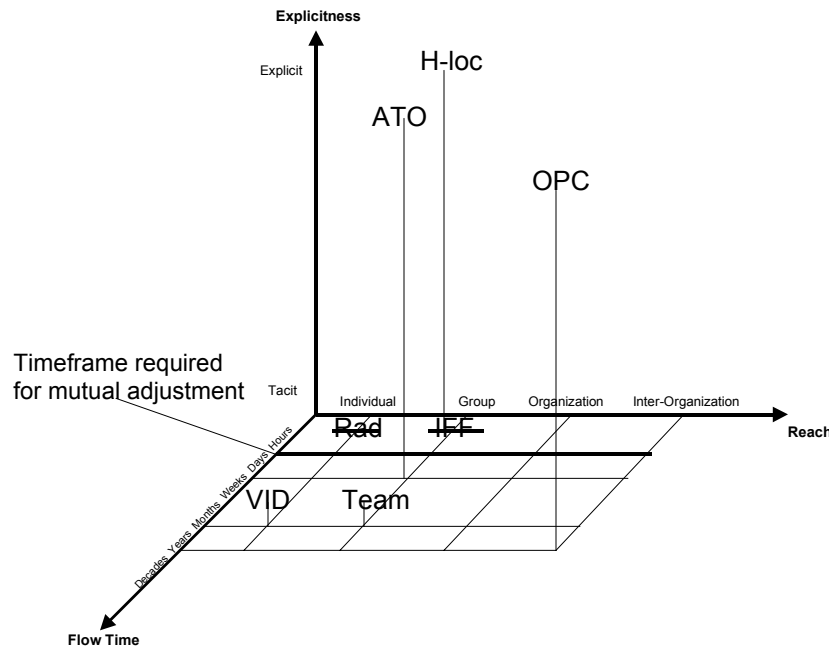 Explicitness
Explicit
H-loc
ATO
OPC
Timeframe required
for mutual adjustment
Tacit
Individual
Group
Organization
Inter-Organization
Reach
Rad
IFF
Hours
Days
Weeks
Months
Years
Decades
VID
Team
Flow Time